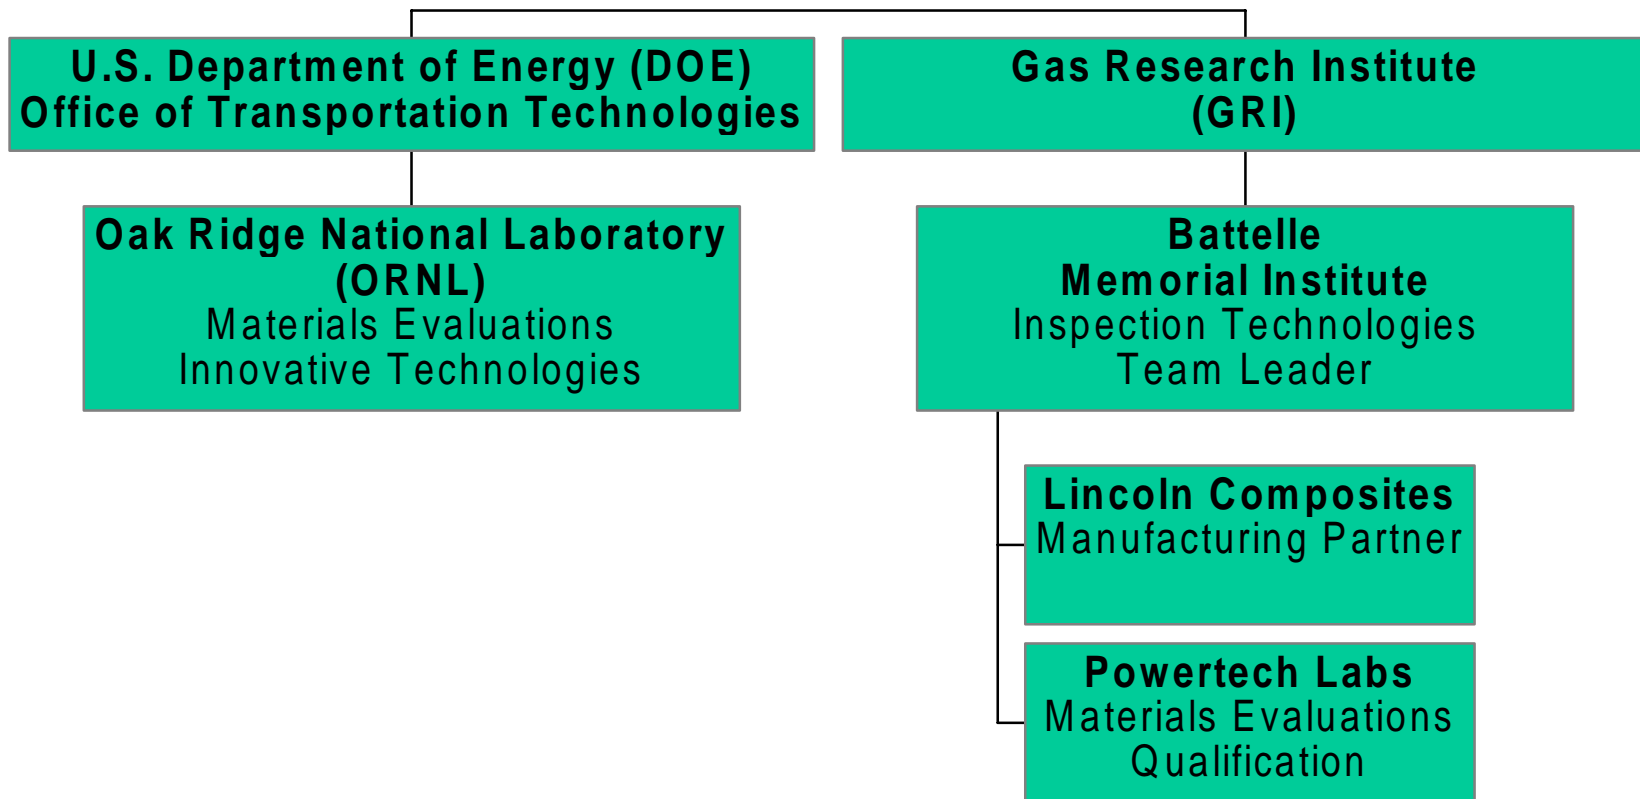 U.S. Department of Energy (DOE)
Office of Transportation Technologies
Gas Research Institute
(GRI)
Oak Ridge National Laboratory
(ORNL)
Materials Evaluations
Innovative Technologies
Battelle
Memorial Institute
Inspection Technologies
Team Leader
Lincoln Composites
Manufacturing Partner
Powertech Labs
Materials Evaluations
Qualification